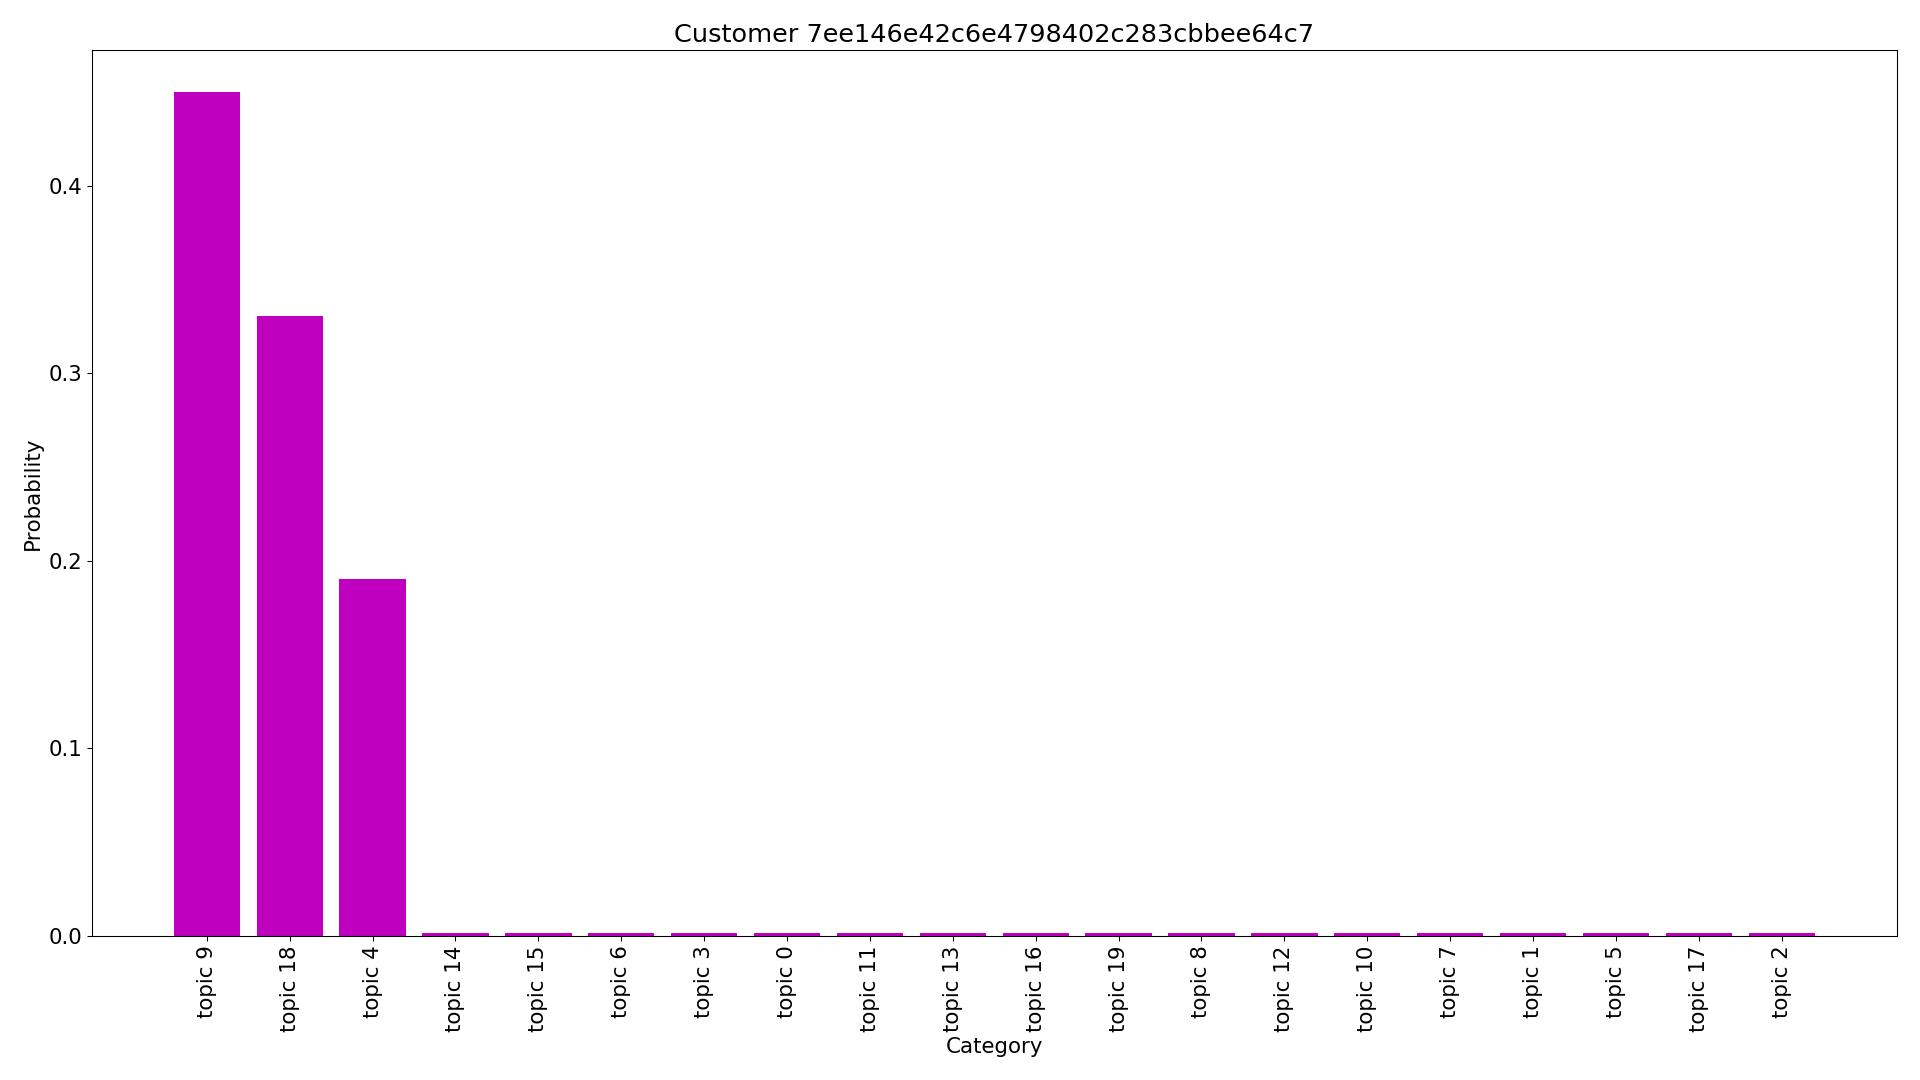 Customer 7ee146e42c6e4798402c283cbbee64c7
Probability
0.4
0.3
0.2
0.1
0.0
topic 9
topic 18
topic 4
topic 14
topic 15
topic 6
topic 3
topic 0
topic 11
topic 13
topic 16
topic 19
topic 8
topic 12
topic 10
topic 7
topic 1
topic 5
topic 17
topic 2
Category